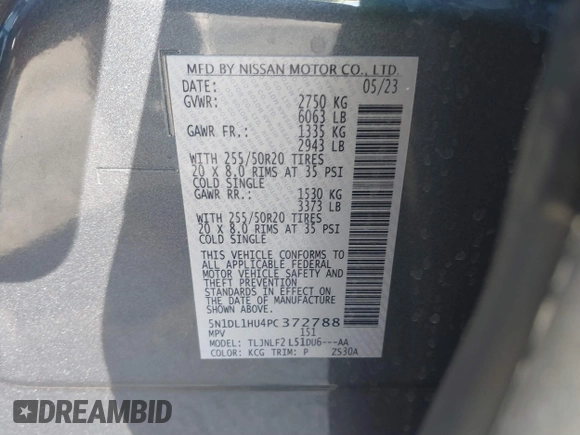 MFD BY NISSAN MOTOR CO., LTD.
DATE: 05/23
GVWR: 2750 KG
6063 LB
GAWR FR.: 1335 KG
2943 LB
WITH 255/50R20 TIRES
20 X 8.0 RIMS AT 35 PSI
COLD SINGLE
GAWR RR.: 1530 KG
3373 LB
WITH 255/50R20 TIRES
20 X 8.0 RIMS AT 35 PSI
COLD SINGLE
THIS VEHICLE CONFORMS TO
ALL APPLICABLE FEDERAL
MOTOR VEHICLE SAFETY AND
AND THEFT PREVENTION
STANDARDS IN EFFECT ON
THE DATE OF MANUFACTURE
SHOWN ABOVE.
5N1DL1HU4PC372788
MPV 151
MODEL: TLJNLF2 L51DU6---AA
COLOR: KCG TRIM: P ZS30A
DREAMBID